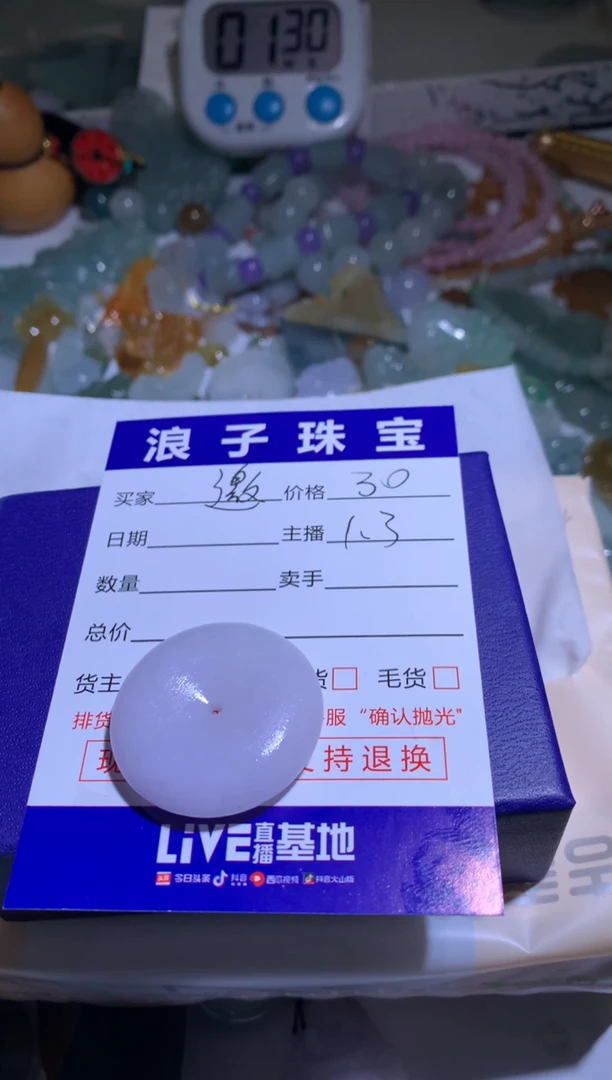 01 30
浪子珠宝
买家 邀 价格 30
日期 主播 1.3
数量 卖手
总价
货主 货 毛货
排货 服 “确认抛光”
现 支持退换
LiVE直播基地
今日头条 抖音 西瓜视频 抖音火山版